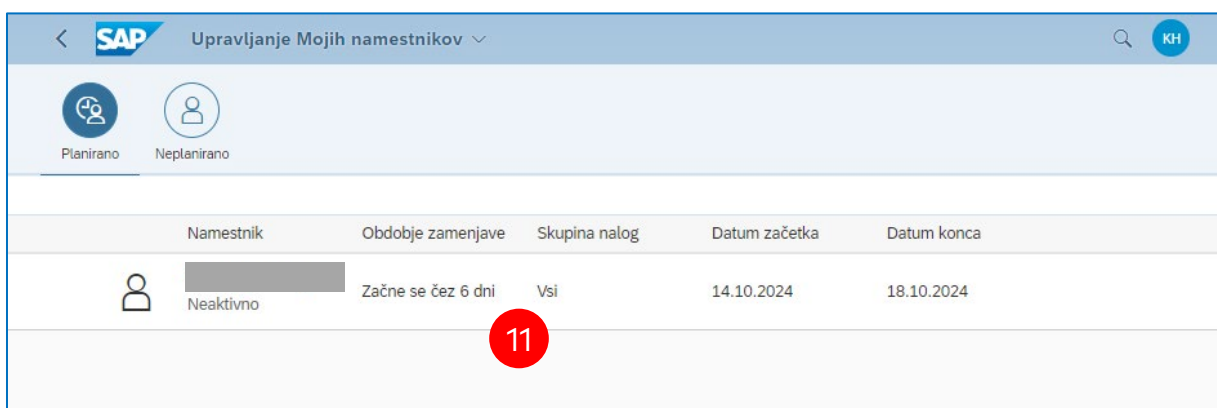 SAP Upravljanje Mojih namestnikov KH
Planirano Neplanirano
Namestnik Obdobje zamenjave Skupina nalog Datum začetka Datum konca
Neaktivno Začne se čez 6 dni Vsi 14.10.2024 18.10.2024
11